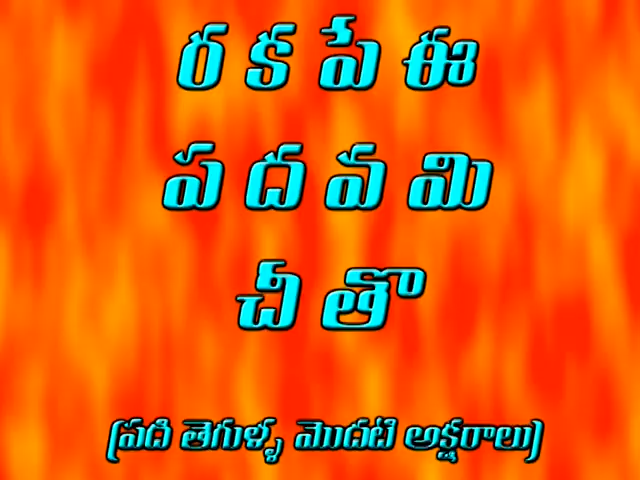 ర క పే ఈ
ప ద వ మి
చీ తొ
(పది తెగుళ్ళ మొదటి అక్షరాలు)